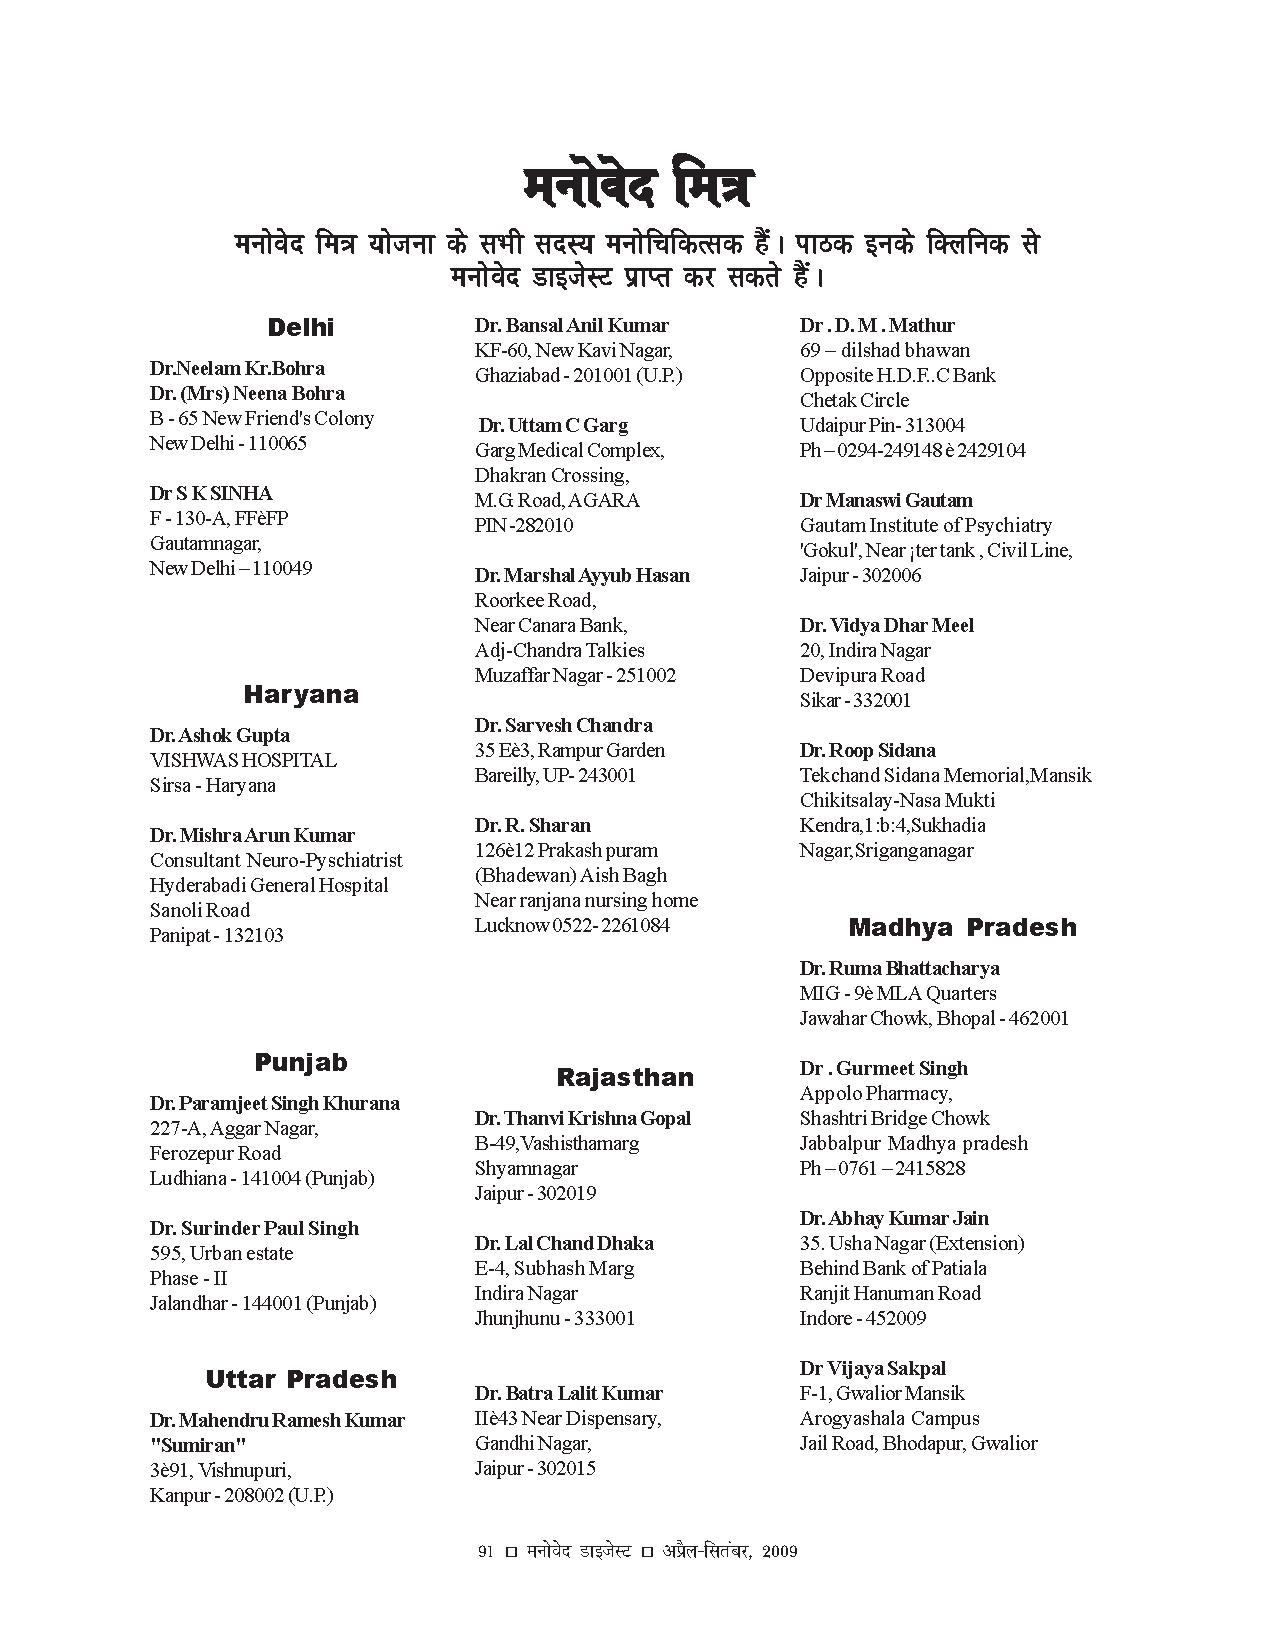 मनोवेद मित्र
मनोवेद मित्र योजना के सभी सदस्य मनोचिकित्सक हैं। पाठक इनके क्लिनिक से
मनोवेद डाइजेस्ट प्राप्त कर सकते हैं।
Delhi
Dr.Neelam Kr.Bohra
Dr. (Mrs) Neena Bohra
B - 65 New Friend's Colony
New Delhi - 110065
Dr S K SINHA
F - 130-A, FFèFP
Gautamnagar,
New Delhi – 110049
Haryana
Dr. Ashok Gupta
VISHWAS HOSPITAL
Sirsa - Haryana
Dr. Mishra Arun Kumar
Consultant Neuro-Pyschiatrist
Hyderabadi General Hospital
Sanoli Road
Panipat - 132103
Punjab
Dr. Paramjeet Singh Khurana
227-A, Aggar Nagar,
Ferozepur Road
Ludhiana - 141004 (Punjab)
Dr. Surinder Paul Singh
595, Urban estate
Phase - II
Jalandhar - 144001 (Punjab)
Uttar Pradesh
Dr. Mahendru Ramesh Kumar
"Sumiran"
3è91, Vishnupuri,
Kanpur - 208002 (U.P.)
Dr. Bansal Anil Kumar
KF-60, New Kavi Nagar,
Ghaziabad - 201001 (U.P.)
Dr. Uttam C Garg
Garg Medical Complex,
Dhakran Crossing,
M.G. Road, AGARA
PIN -282010
Dr. Marshal Ayyub Hasan
Roorkee Road,
Near Canara Bank,
Adj-Chandra Talkies
Muzaffar Nagar - 251002
Dr. Sarvesh Chandra
35 Eè3, Rampur Garden
Bareilly, UP- 243001
Dr. R. Sharan
126è12 Prakash puram
(Bhadewan) Aish Bagh
Near ranjana nursing home
Lucknow 0522- 2261084
Rajasthan
Dr. Thanvi Krishna Gopal
B-49,Vashisthamarg
Shyamnagar
Jaipur - 302019
Dr. Lal Chand Dhaka
E-4, Subhash Marg
Indira Nagar
Jhunjhunu - 333001
Dr. Batra Lalit Kumar
IIè43 Near Dispensary,
Gandhi Nagar,
Jaipur - 302015
Dr . D. M . Mathur
69 – dilshad bhawan
Opposite H.D.F..C Bank
Chetak Circle
Udaipur Pin- 313004
Ph – 0294-249148 è 2429104
Dr Manaswi Gautam
Gautam Institute of Psychiatry
'Gokul', Near ¡ter tank , Civil Line,
Jaipur - 302006
Dr. Vidya Dhar Meel
20, Indira Nagar
Devipura Road
Sikar - 332001
Dr. Roop Sidana
Tekchand Sidana Memorial,Mansik
Chikitsalay-Nasa Mukti
Kendra,1:b:4,Sukhadia
Nagar,Sriganganagar
Madhya Pradesh
Dr. Ruma Bhattacharya
MIG - 9è MLA Quarters
Jawahar Chowk, Bhopal - 462001
Dr . Gurmeet Singh
Appolo Pharmacy,
Shashtri Bridge Chowk
Jabbalpur Madhya pradesh
Ph – 0761 – 2415828
Dr. Abhay Kumar Jain
35. Usha Nagar (Extension)
Behind Bank of Patiala
Ranjit Hanuman Road
Indore - 452009
Dr Vijaya Sakpal
F-1, Gwalior Mansik
Arogyashala Campus
Jail Road, Bhodapur, Gwalior
91 □ मनोवेद डाइजेस्ट □ अप्रैल-सितंबर, 2009